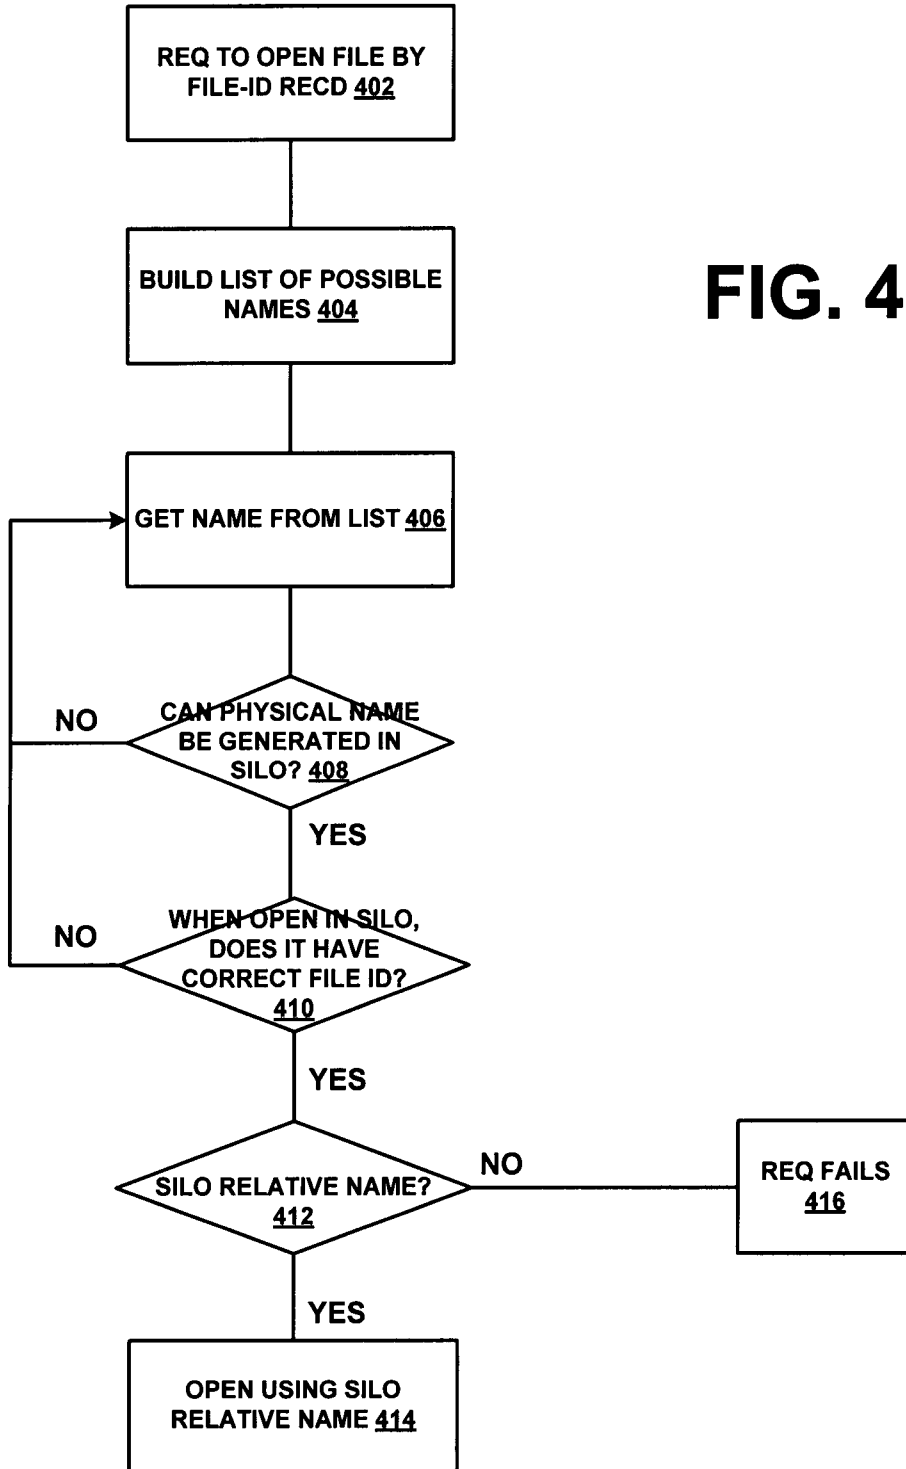 REQ TO OPEN FILE BY
FILE-ID RECD 402
BUILD LIST OF POSSIBLE
NAMES 404
FIG. 4
GET NAME FROM LIST 406
CAN PHYSICAL NAME
BE GENERATED IN
SILO? 408
NO
YES
WHEN OPEN IN SILO,
DOES IT HAVE
CORRECT FILE ID?
410
NO
YES
SILO RELATIVE NAME?
412
NO
REQ FAILS
416
YES
OPEN USING SILO
RELATIVE NAME 414